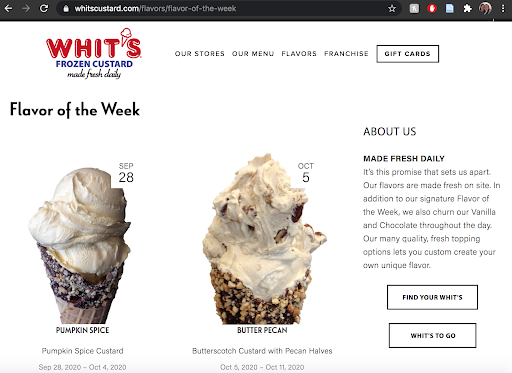 whitscustard.com/flavors/flavor-of-the-week
WHIT'S
FROZEN CUSTARD
made fresh daily
OUR STORES OUR MENU FLAVORS FRANCHISE GIFT CARDS
Flavor of the Week
SEP
28
PUMPKIN SPICE
Pumpkin Spice Custard
Sep 28, 2020 – Oct 4, 2020
OCT
5
BUTTER PECAN
Butterscotch Custard with Pecan Halves
Oct 5, 2020 – Oct 11, 2020
ABOUT US
MADE FRESH DAILY
It's this promise that sets us apart.
Our flavors are made fresh on site. In
addition to our signature Flavor of
the Week, we also churn our Vanilla
and Chocolate throughout the day.
Our many quality, fresh topping
options lets you custom create your
own unique flavor.
FIND YOUR WHIT'S
WHIT'S TO GO